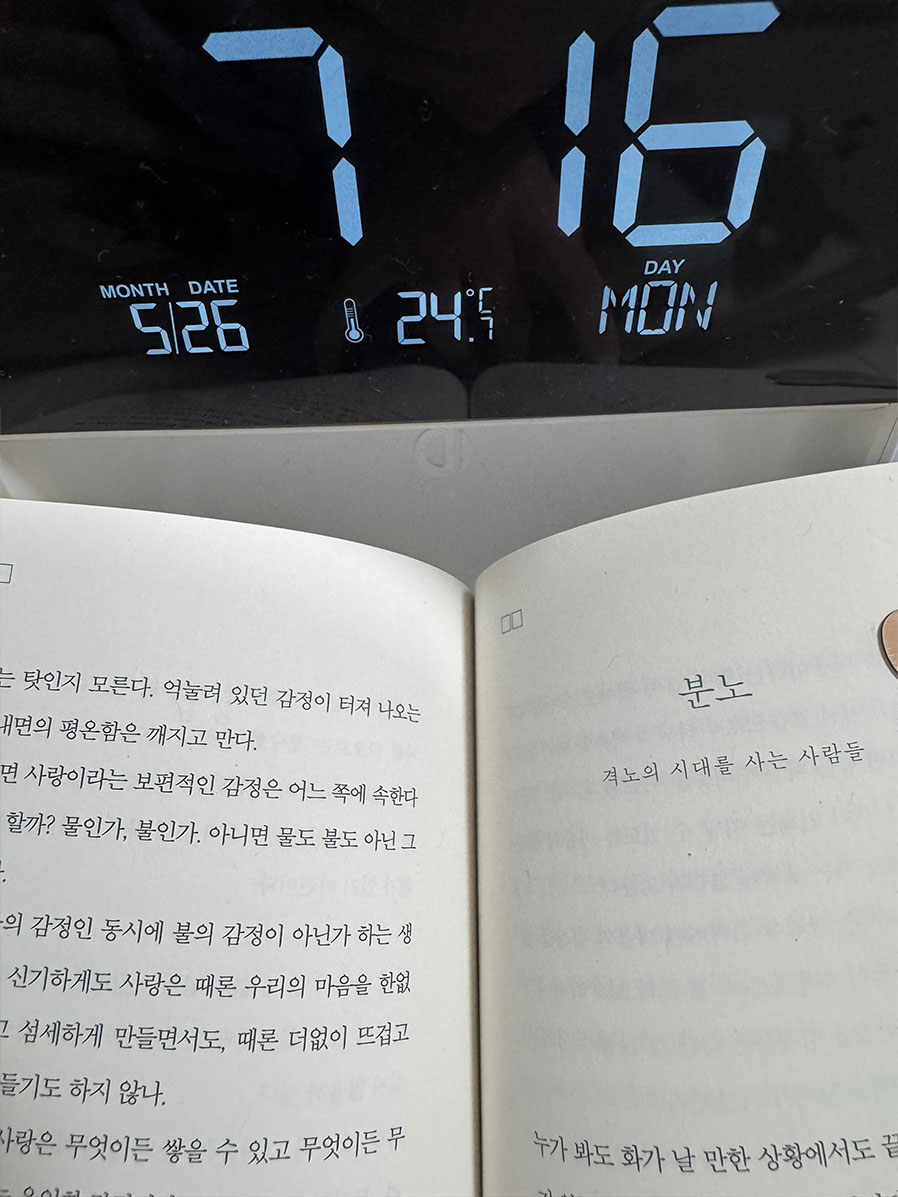 7 16
MONTH DATE
5|26
24.7°C
DAY
MON
는 탓인지 모른다. 억눌려 있던 감정이 터져 나오는
내면의 평온함은 깨지고 만다.
면 사랑이라는 보편적인 감정은 어느 쪽에 속한다
할까? 물인가, 불인가. 아니면 물도 불도 아닌 그
의 감정인 동시에 불의 감정이 아닌가 하는 생
신기하게도 사랑은 때론 우리의 마음을 한없
고 섬세하게 만들면서도, 때론 더없이 뜨겁고
들기도 하지 않나.
사랑은 무엇이든 쌓을 수 있고 무엇이든 무
분노
격노의 시대를 사는 사람들
누가 봐도 화가 날 만한 상황에서도 끝